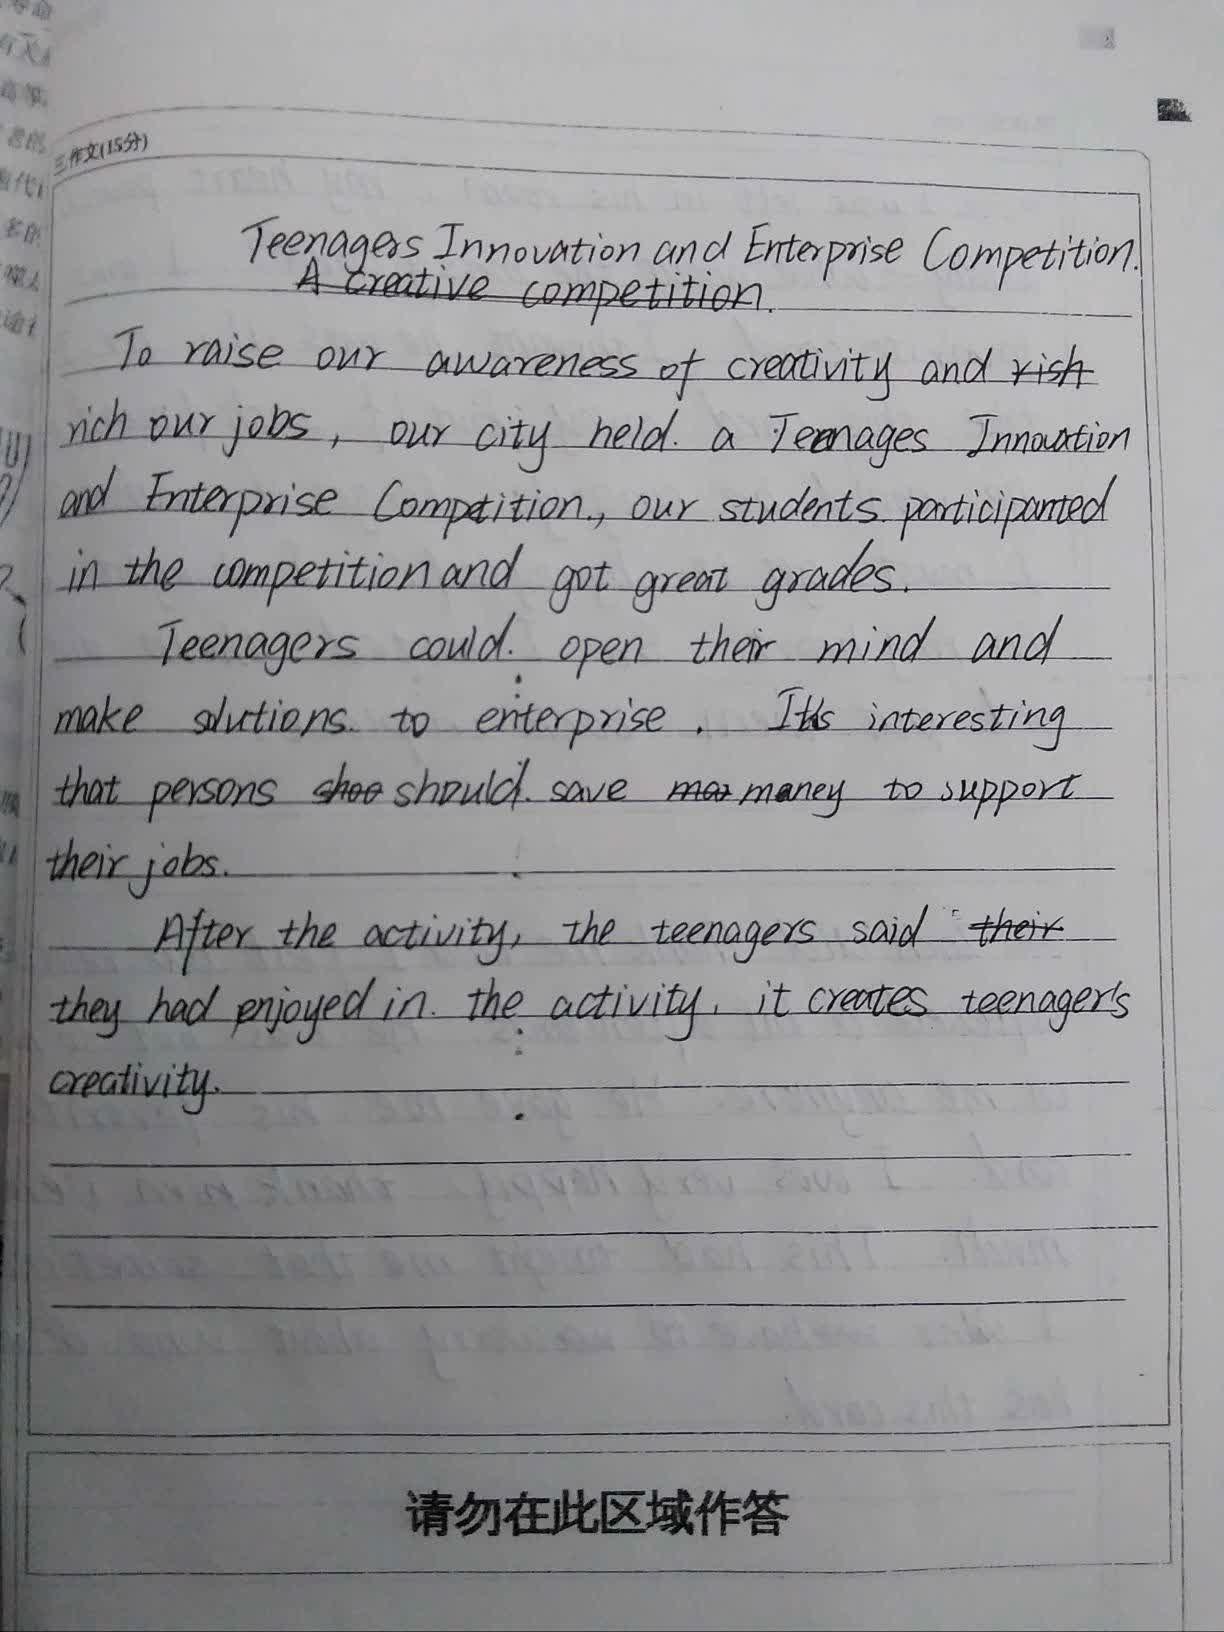 三作文(15分)
Teenagers Innovation and Enterprise Competition.
A creative competition.
To raise our awareness of creativity and rish
rich our jobs, our city held a Teenages Innovation
and Enterprise Competition, our students participanted
in the competition and got great grades.
Teenagers could open their mind and
make solutions to enterprise. It's interesting
that persons shoo should save mor money to support
their jobs.
After the activity, the teenagers said their
they had enjoyed in the activity, it creates teenager's
creativity.
请勿在此区域作答